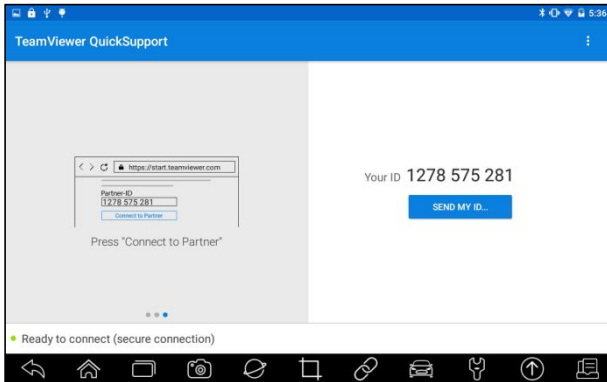 5:36
TeamViewer QuickSupport
https://start.teamviewer.com
Partner-ID
1278 575 281
Connect to Partner
Press "Connect to Partner"
Your ID 1278 575 281
SEND MY ID...
Ready to connect (secure connection)